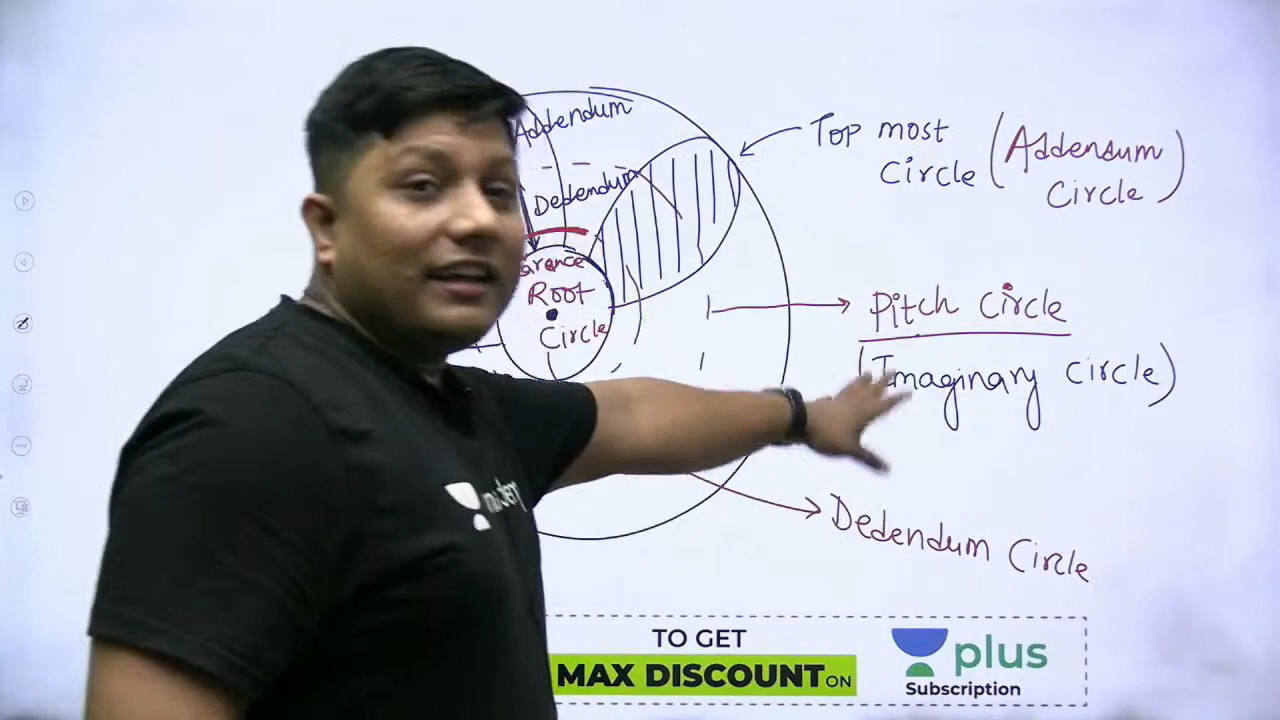 Addendum
Dedendum
Root
Circle
Top most
Circle (Addendum
Circle)
Pitch Circle
(Imaginary circle)
Dedendum Circle
TO GET
MAX DISCOUNT ON
plus
Subscription